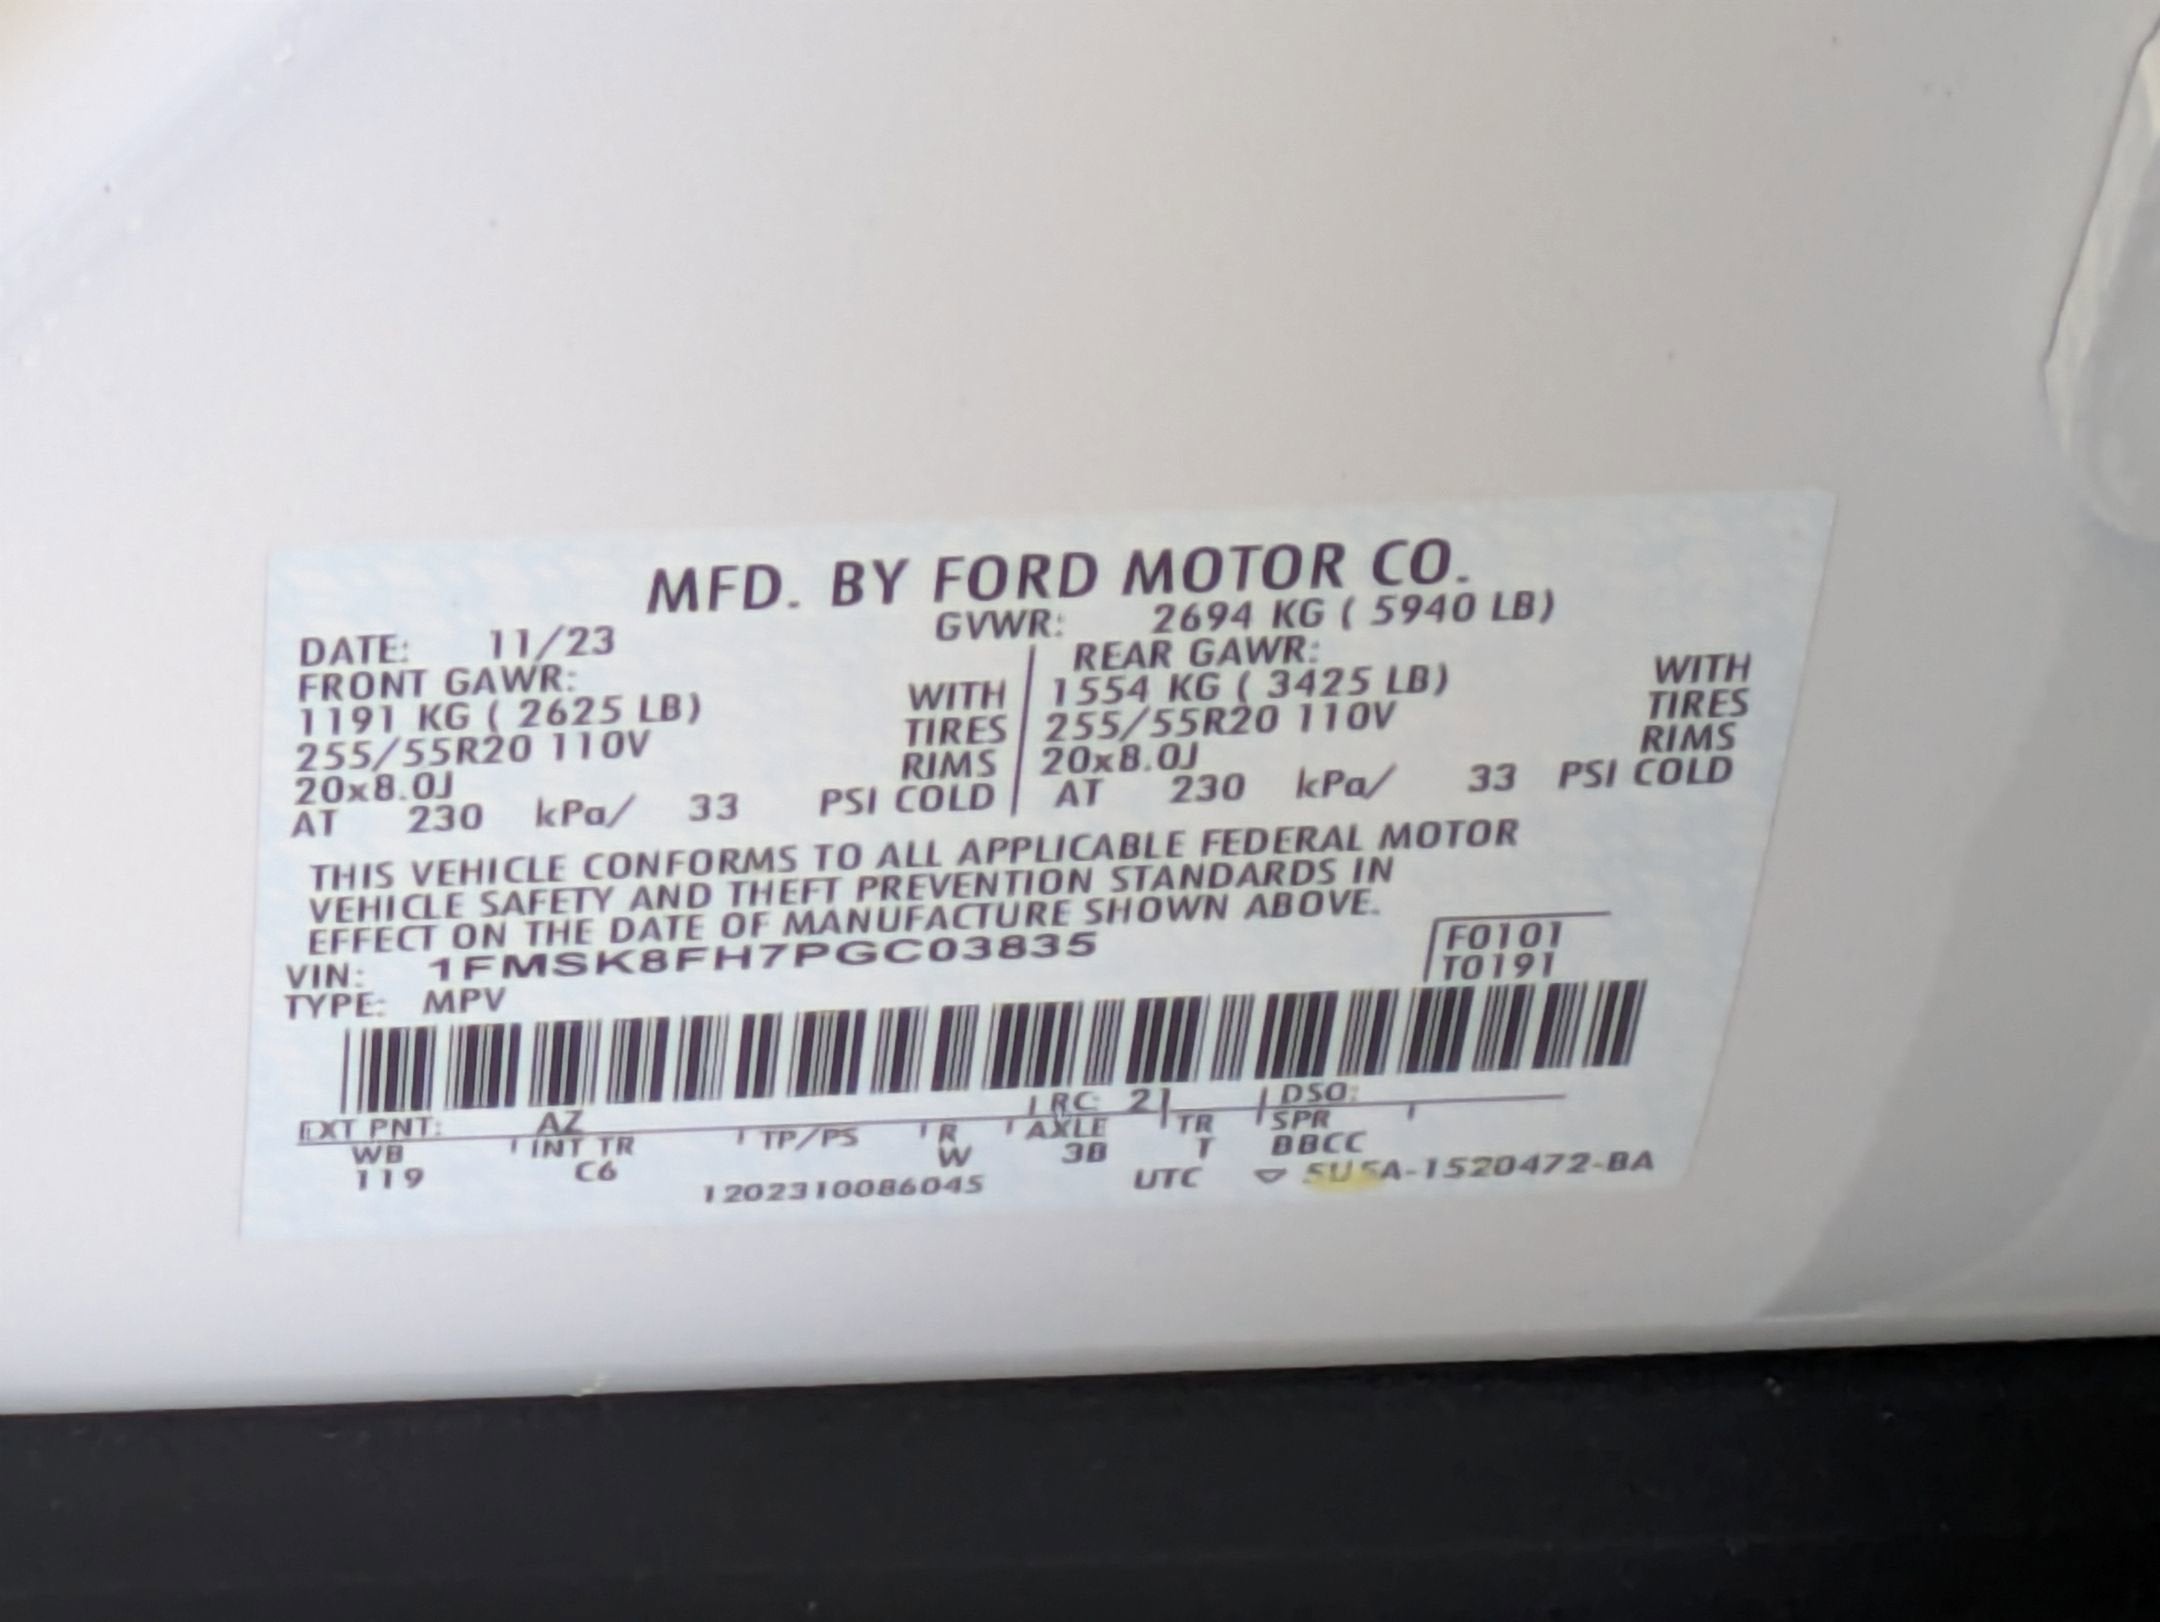 MFD. BY FORD MOTOR CO.
DATE: 11/23 GVWR: 2694 KG ( 5940 LB)
FRONT GAWR: REAR GAWR:
1191 KG ( 2625 LB) WITH 1554 KG ( 3425 LB) WITH
255/55R20 110V TIRES 255/55R20 110V TIRES
20x8.0J RIMS 20x8.0J RIMS
AT 230 kPa/ 33 PSI COLD AT 230 kPa/ 33 PSI COLD
THIS VEHICLE CONFORMS TO ALL APPLICABLE FEDERAL MOTOR
VEHICLE SAFETY AND THEFT PREVENTION STANDARDS IN
EFFECT ON THE DATE OF MANUFACTURE SHOWN ABOVE.
VIN: 1FMSK8FH7PGC03835 F0101
TYPE: MPV T0191
EXT PNT: AZ RC: 21 DSO:
WB INT TR TP/PS R AXLE TR SPR
119 C6 W 3B T BBCC
1202310086045 UTC ▽ 5U5A-1520472-BA